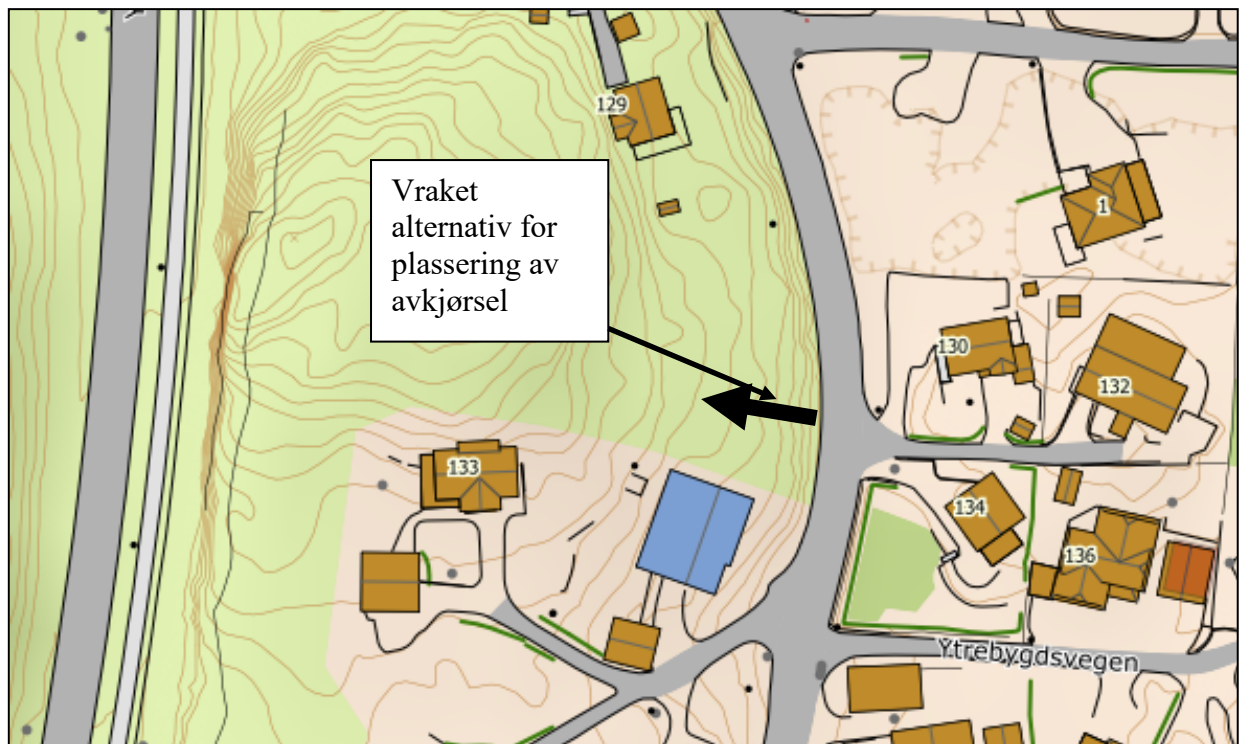 129
Vraket
alternativ for
plassering av
avkjørsel
1
130
132
133
134
136
Ytrebygdsvegen